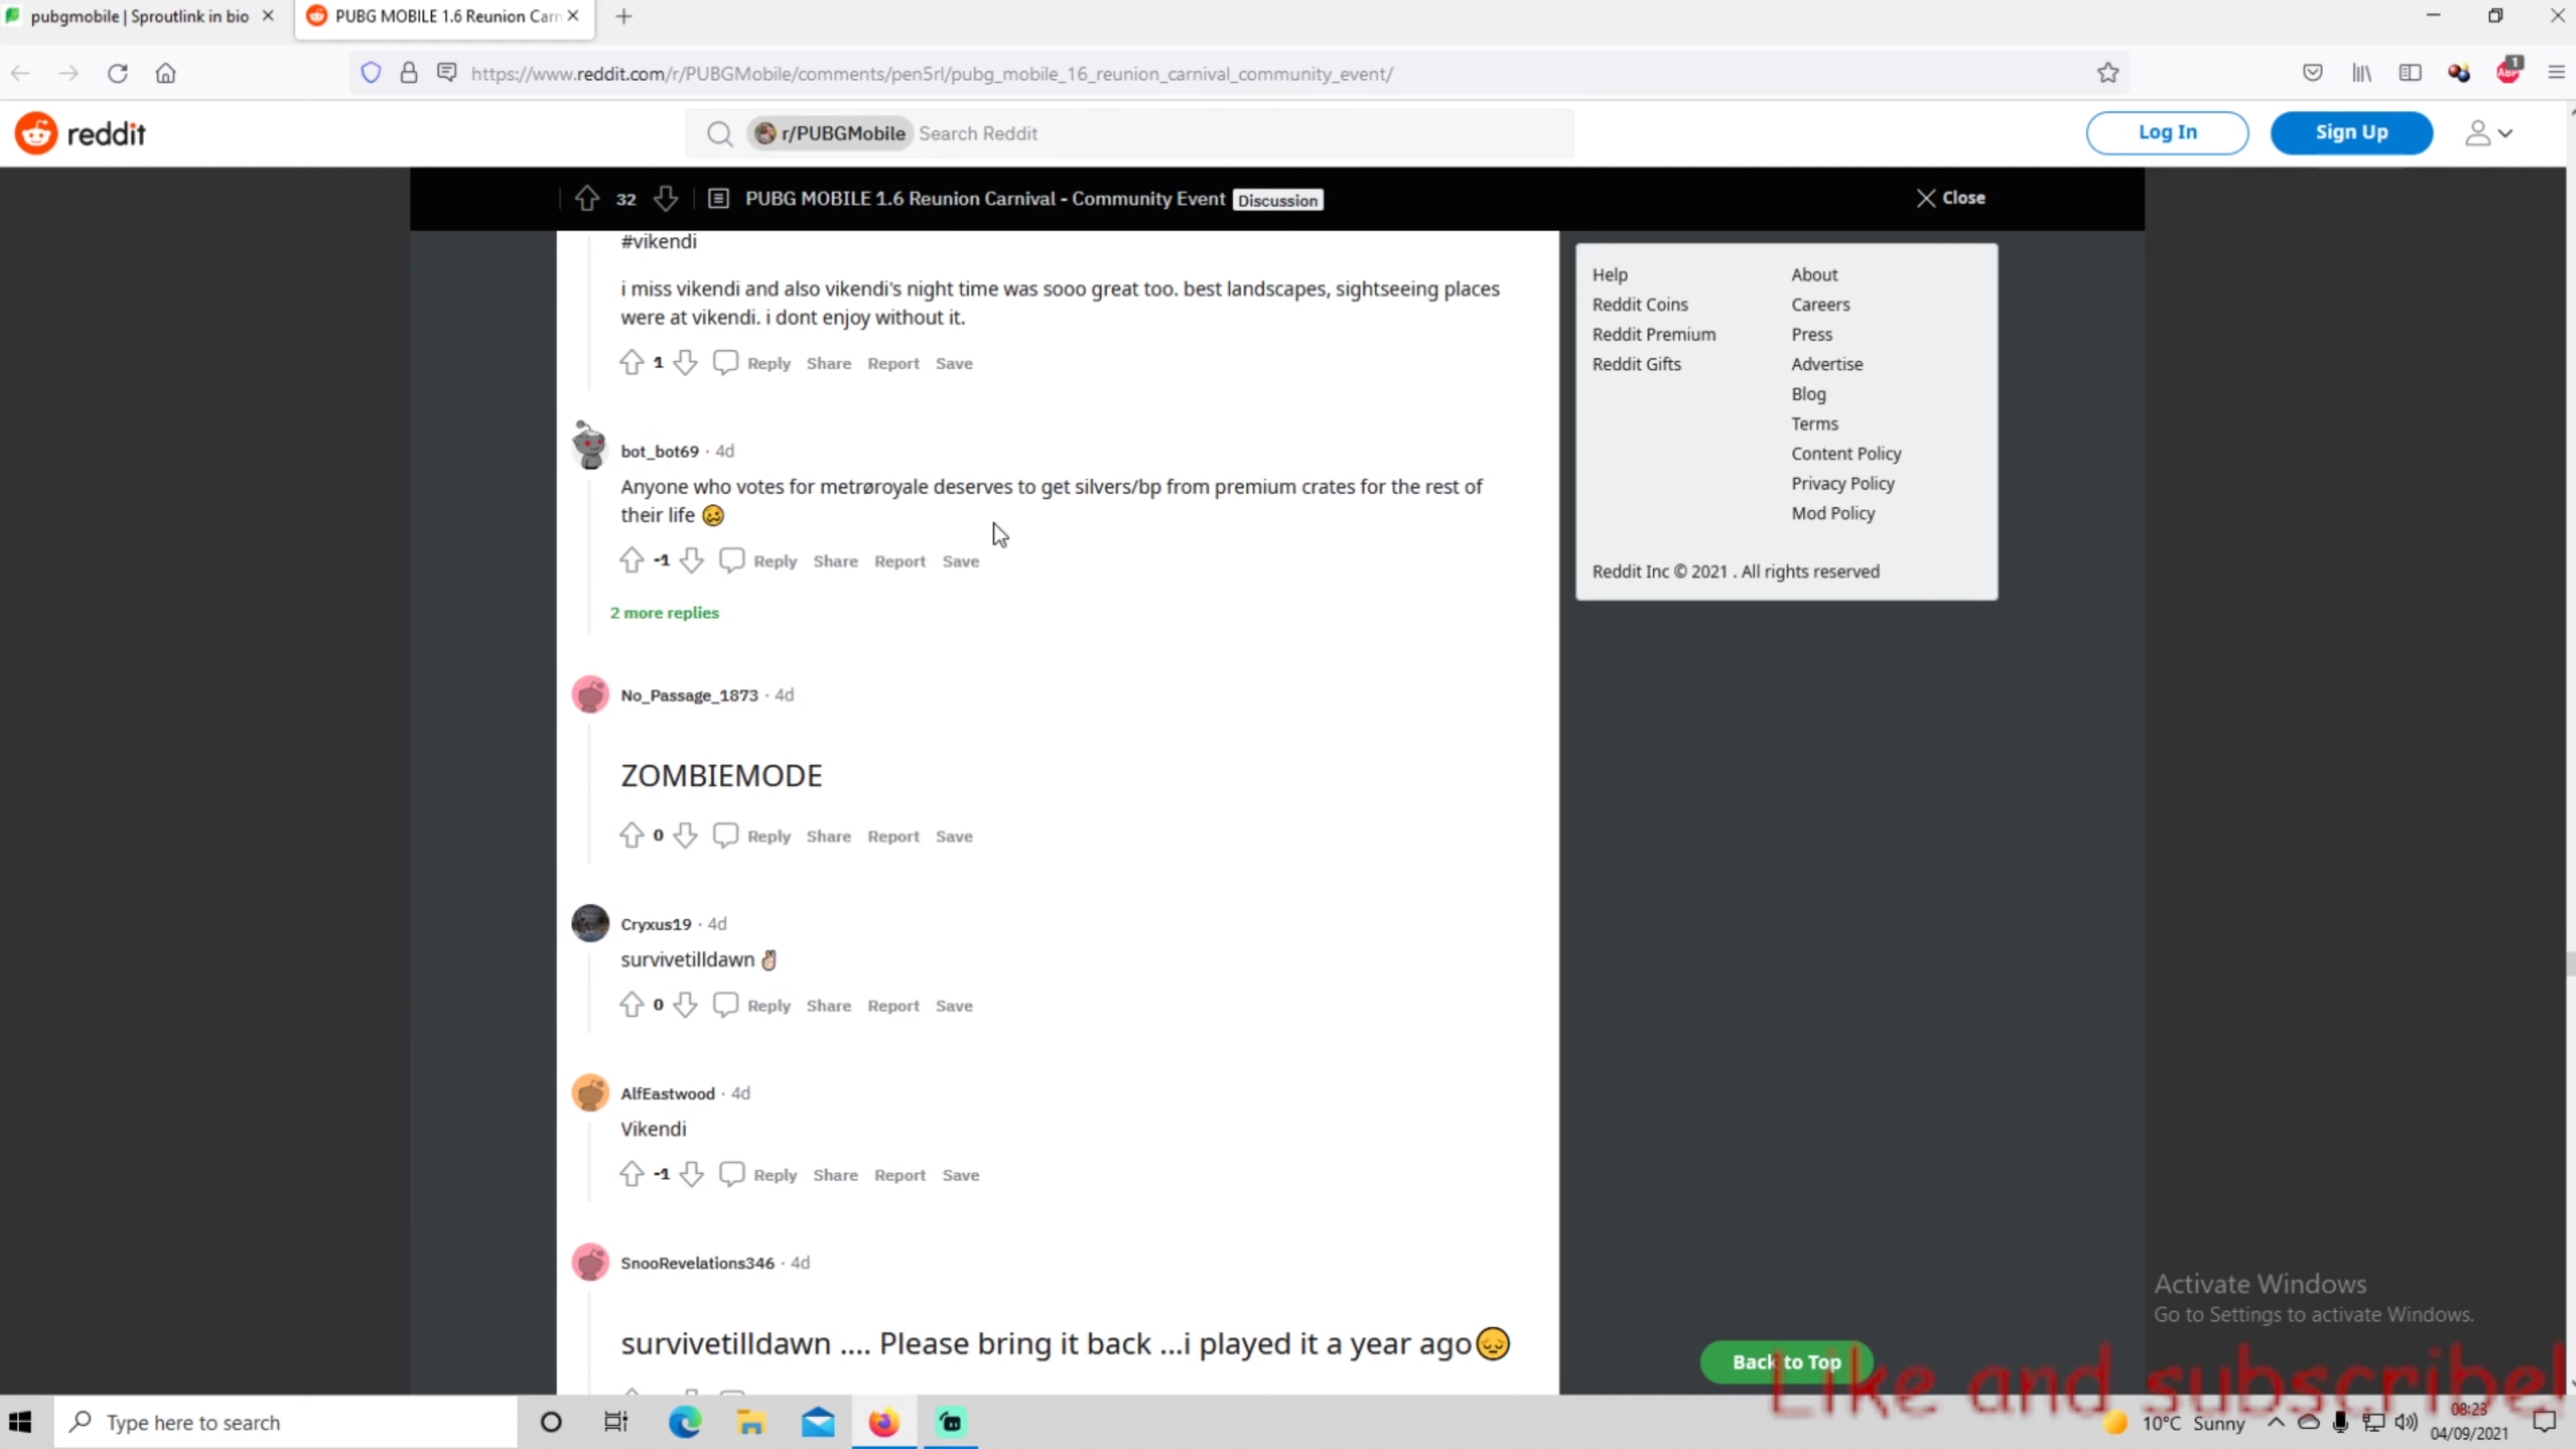 pubgmobile | Sproutlink in bio
PUBG MOBILE 1.6 Reunion Carn
https://www.reddit.com/r/PUBGMobile/comments/pen5rl/pubg_mobile_16_reunion_carnival_community_event/
ABP
1
reddit
r/PUBGMobile Search Reddit
Log In
Sign Up
32
PUBG MOBILE 1.6 Reunion Carnival - Community Event Discussion
Close
#vikendi
i miss vikendi and also vikendi's night time was sooo great too. best landscapes, sightseeing places
were at vikendi. i dont enjoy without it.
1 Reply Share Report Save
bot_bot69 · 4d
Anyone who votes for metrøroyale deserves to get silvers/bp from premium crates for the rest of
their life 🥴
-1 Reply Share Report Save
2 more replies
No_Passage_1873 · 4d
ZOMBIEMODE
0 Reply Share Report Save
Cryxus19 · 4d
survivetilldawn ✌🏻
0 Reply Share Report Save
AlfEastwood · 4d
Vikendi
-1 Reply Share Report Save
SnooRevelations346 · 4d
survivetilldawn .... Please bring it back ...i played it a year ago😔
Help
Reddit Coins
Reddit Premium
Reddit Gifts
About
Careers
Press
Advertise
Blog
Terms
Content Policy
Privacy Policy
Mod Policy
Reddit Inc © 2021 . All rights reserved
Activate Windows
Go to Settings to activate Windows.
Back to Top
Like and subscribe!
Type here to search
10°C Sunny
08:23
04/09/2021